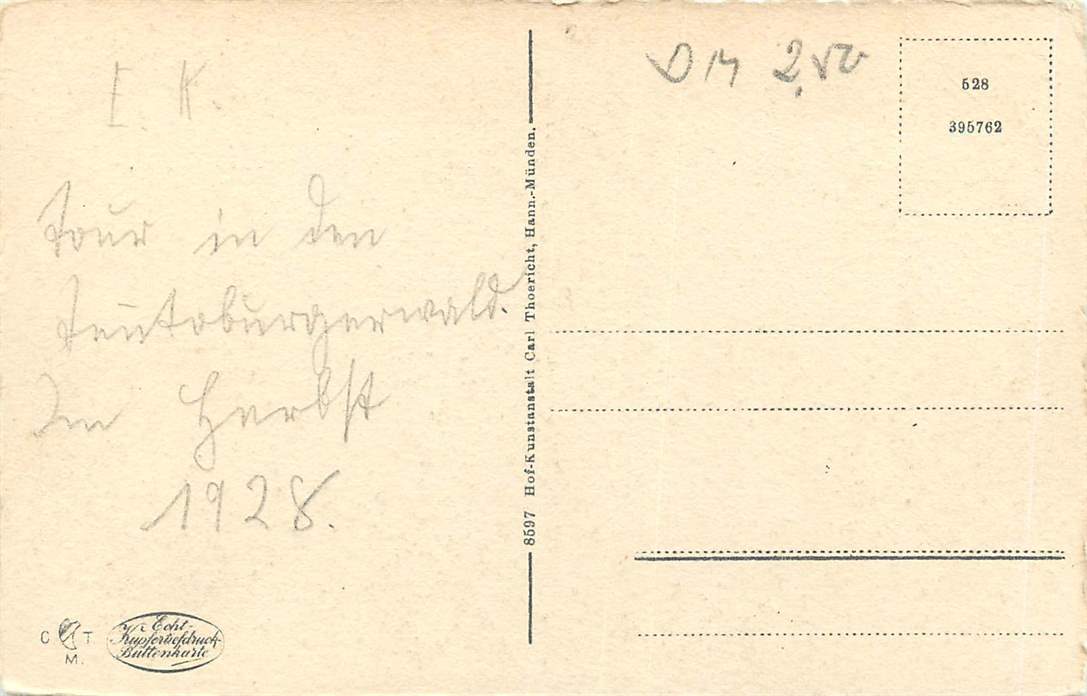 I. K.
Tour in den
Teutoburgerwald.
Im Herbst
1928.
C T
M.
Echt-
Kupfertiefdruck
Büttenkarte
8597 Hof-Kunstanstalt Carl Thoericht, Hann.-Münden.
DM 2,50
528
395762